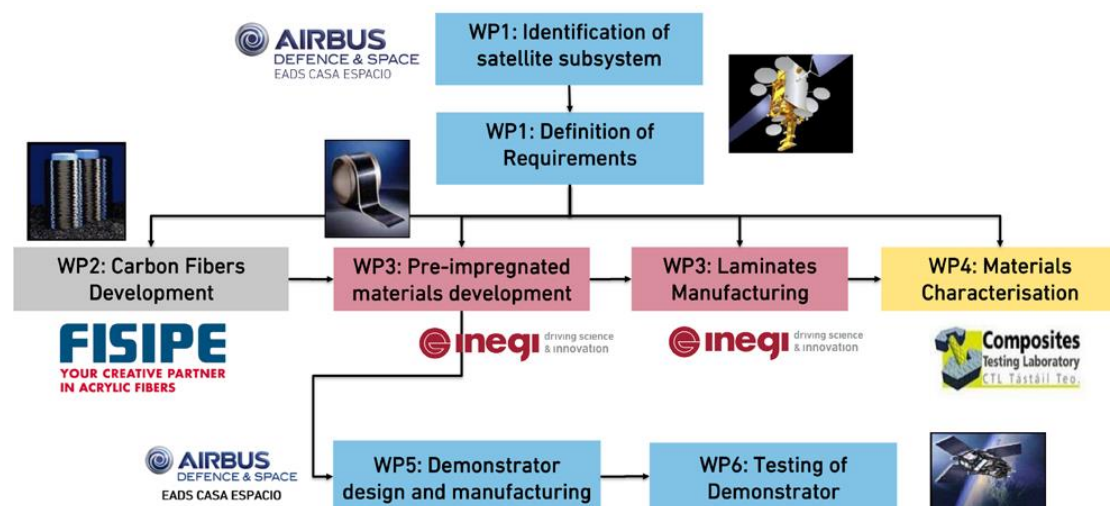 AIRBUS
DEFENCE & SPACE
EADS CASA ESPACIO
WP1: Identification of
satellite subsystem
WP1: Definition of
Requirements
WP2: Carbon Fibers
Development
WP3: Pre-impregnated
materials development
WP3: Laminates
Manufacturing
WP4: Materials
Characterisation
FISIPE
YOUR CREATIVE PARTNER
IN ACRYLIC FIBERS
inegi
driving science
& innovation
inegi
driving science
& innovation
Composites
Testing Laboratory
CTL Tástáil Teo.
AIRBUS
DEFENCE & SPACE
EADS CASA ESPACIO
WP5: Demonstrator
design and manufacturing
WP6: Testing of
Demonstrator